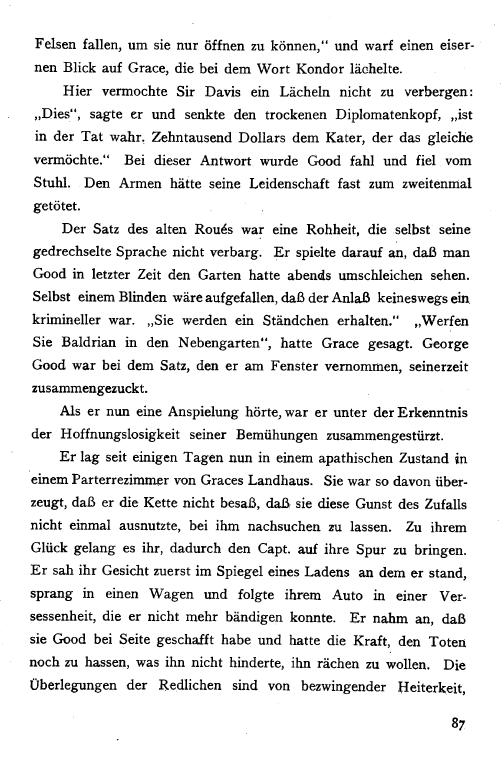 Felsen fallen, um sie nur öffnen zu können,“ und warf einen eiser-
nen Blick auf Grace, die bei dem Wort Kondor lächelte.
Hier vermochte Sir Davis ein Lächeln nicht zu verbergen:
„Dies“, sagte er und senkte den trockenen Diplomatenkopf, „ist
in der Tat wahr. Zehntausend Dollars dem Kater, der das gleiche
vermöchte.“ Bei dieser Antwort wurde Good fahl und fiel vom
Stuhl. Den Armen hätte seine Leidenschaft fast zum zweitenmal
getötet.
Der Satz des alten Roués war eine Rohheit, die selbst seine
gedrechselte Sprache nicht verbarg. Er spielte darauf an, daß man
Good in letzter Zeit den Garten hatte abends umschleichen sehen.
Selbst einem Blinden wäre aufgefallen, daß der Anlaß keineswegs ein
krimineller war. „Sie werden ein Ständchen erhalten.“ „Werfen
Sie Baldrian in den Nebengarten“, hatte Grace gesagt. George
Good war bei dem Satz, den er am Fenster vernommen, seinerzeit
zusammengezuckt.
Als er nun eine Anspielung hörte, war er unter der Erkenntnis
der Hoffnungslosigkeit seiner Bemühungen zusammengestürzt.
Er lag seit einigen Tagen nun in einem apathischen Zustand in
einem Parterrezimmer von Graces Landhaus. Sie war so davon über-
zeugt, daß er die Kette nicht besaß, daß sie diese Gunst des Zufalls
nicht einmal ausnutzte, bei ihm nachsuchen zu lassen. Zu ihrem
Glück gelang es ihr, dadurch den Capt. auf ihre Spur zu bringen.
Er sah ihr Gesicht zuerst im Spiegel eines Ladens an dem er stand,
sprang in einen Wagen und folgte ihrem Auto in einer Ver-
sessenheit, die er nicht mehr bändigen konnte. Er nahm an, daß
sie Good bei Seite geschafft habe und hatte die Kraft, den Toten
noch zu hassen, was ihn nicht hinderte, ihn rächen zu wollen. Die
Überlegungen der Redlichen sind von bezwingender Heiterkeit,
87